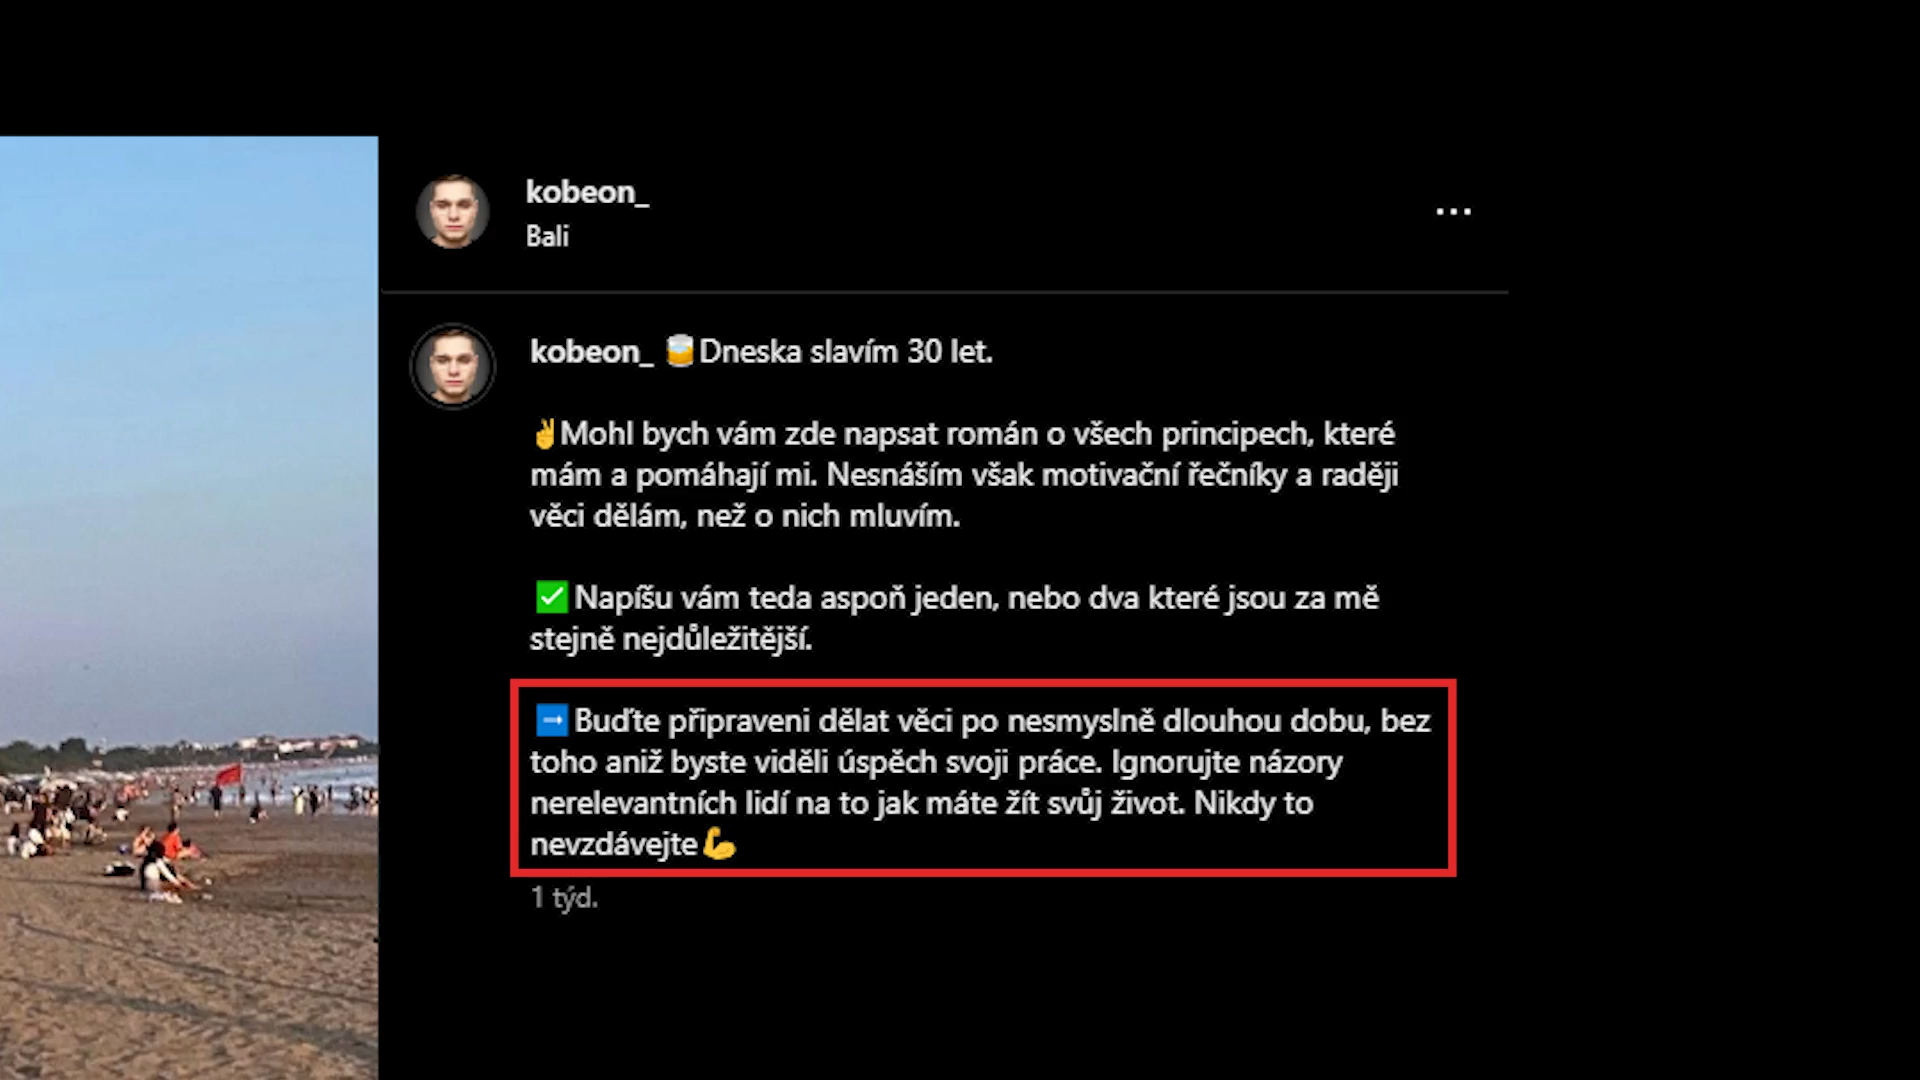 kobeon_
Bali
kobeon_ 🥃Dneska slavím 30 let.
✌️Mohl bych vám zde napsat román o všech principech, které
mám a pomáhají mi. Nesnáším však motivační řečníky a raději
věci dělám, než o nich mluvím.
✅Napíšu vám teda aspoň jeden, nebo dva které jsou za mě
stejně nejdůležitější.
➡️Buďte připraveni dělat věci po nesmyslně dlouhou dobu, bez
toho aniž byste viděli úspěch svoji práce. Ignorujte názory
nerelevantních lidí na to jak máte žít svůj život. Nikdy to
nevzdávejte💪
1 týd.